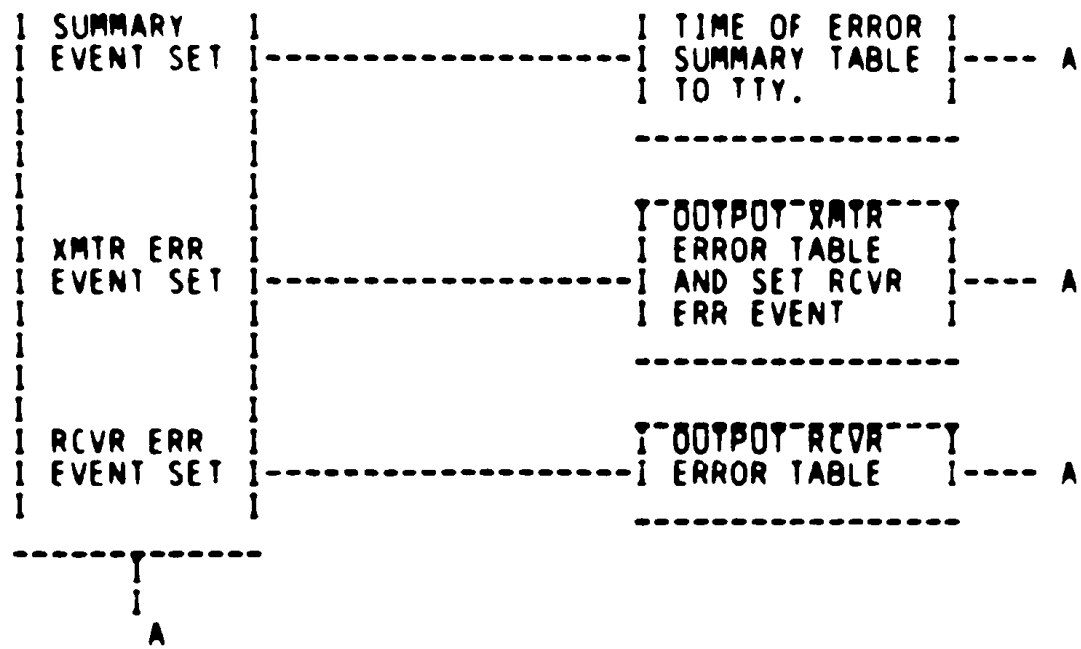 SUMMARY
EVENT SET
TIME OF ERROR
SUMMARY TABLE
TO TTY.
A
XMTR ERR
EVENT SET
OUTPUT XMTR
ERROR TABLE
AND SET RCVR
ERR EVENT
A
RCVR ERR
EVENT SET
OUTPUT RCVR
ERROR TABLE
A
A